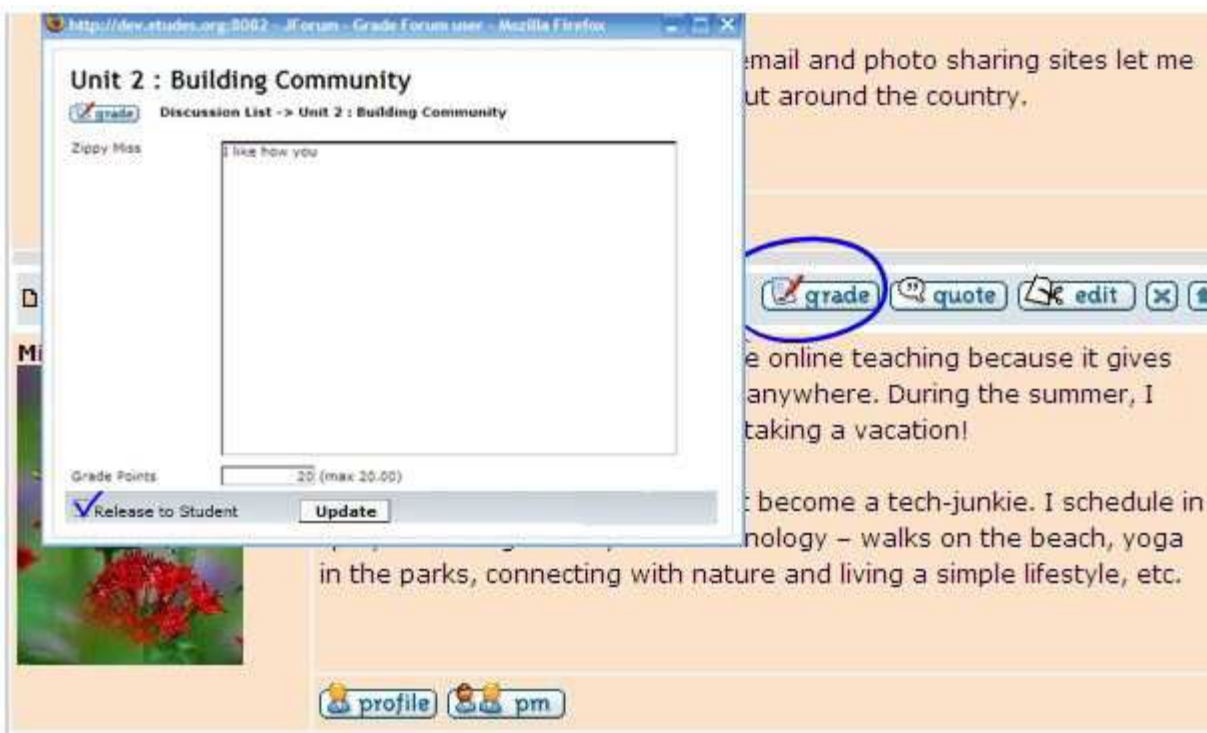 http://dev.etudes.org:8082 - JForum - Grade Forum user - Mozilla Firefox
Unit 2 : Building Community
grade Discussion List -> Unit 2 : Building Community
Zippy Miss
I like how you
Grade Points
20 (max 20.00)
Release to Student
Update
email and photo sharing sites let me
ut around the country.
grade
quote
edit
Mi
e online teaching because it gives
anywhere. During the summer, I
taking a vacation!
t become a tech-junkie. I schedule in
nology – walks on the beach, yoga
in the parks, connecting with nature and living a simple lifestyle, etc.
profile
pm